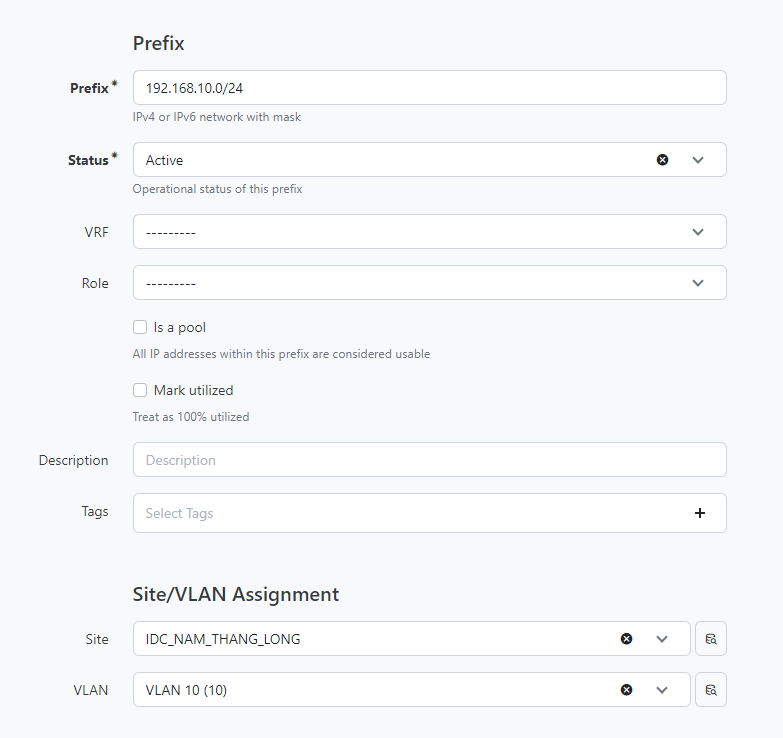 Prefix
Prefix*
192.168.10.0/24
IPv4 or IPv6 network with mask
Status*
Active
Operational status of this prefix
VRF
---------
Role
---------
Is a pool
All IP addresses within this prefix are considered usable
Mark utilized
Treat as 100% utilized
Description
Description
Tags
Select Tags
Site/VLAN Assignment
Site
IDC_NAM_THANG_LONG
VLAN
VLAN 10 (10)